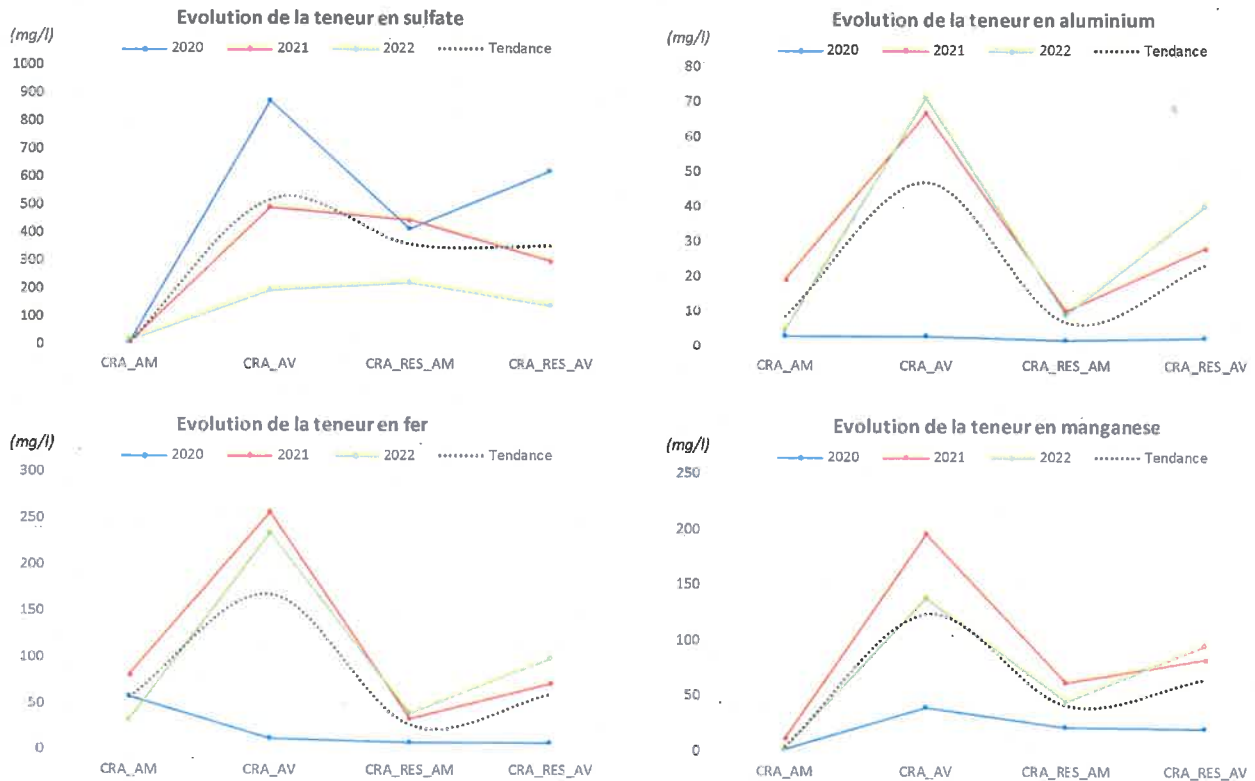 Evolution de la teneur en sulfate
(mg/l)
2020 2021 2022 Tendance
1000
900
800
700
600
500
400
300
200
100
0
CRA_AM CRA_AV CRA_RES_AM CRA_RES_AV
Evolution de la teneur en aluminium
(mg/l)
2020 2021 2022 Tendance
80
70
60
50
40
30
20
10
0
CRA_AM CRA_AV CRA_RES_AM CRA_RES_AV
Evolution de la teneur en fer
(mg/l)
2020 2021 2022 Tendance
300
250
200
150
100
50
0
CRA_AM CRA_AV CRA_RES_AM CRA_RES_AV
Evolution de la teneur en manganese
(mg/l)
2020 2021 2022 Tendance
250
200
150
100
50
0
CRA_AM CRA_AV CRA_RES_AM CRA_RES_AV